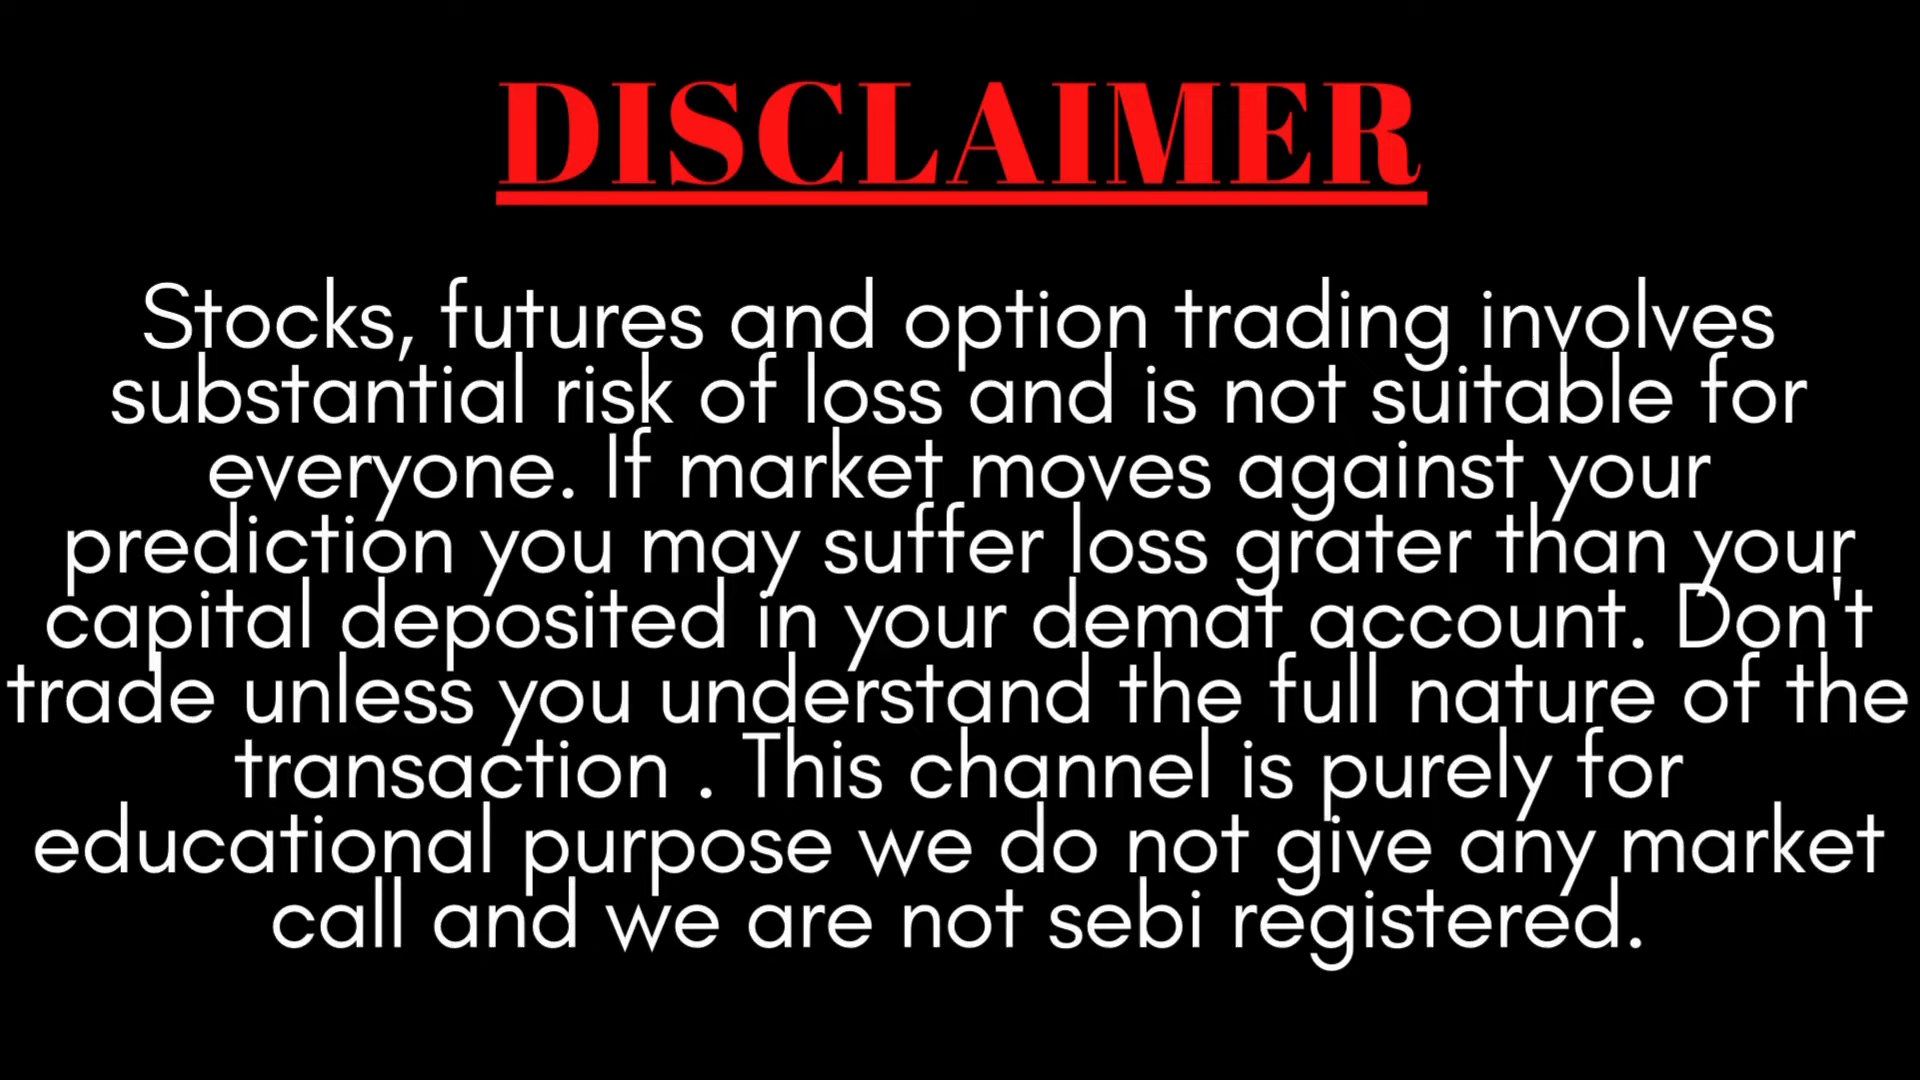 DISCLAIMER
Stocks, futures and option trading involves
substantial risk of loss and is not suitable for
everyone. If market moves against your
prediction you may suffer loss grater than your
capital deposited in your demat account. Don't
trade unless you understand the full nature of the
transaction . This channel is purely for
educational purpose we do not give any market
call and we are not sebi registered.